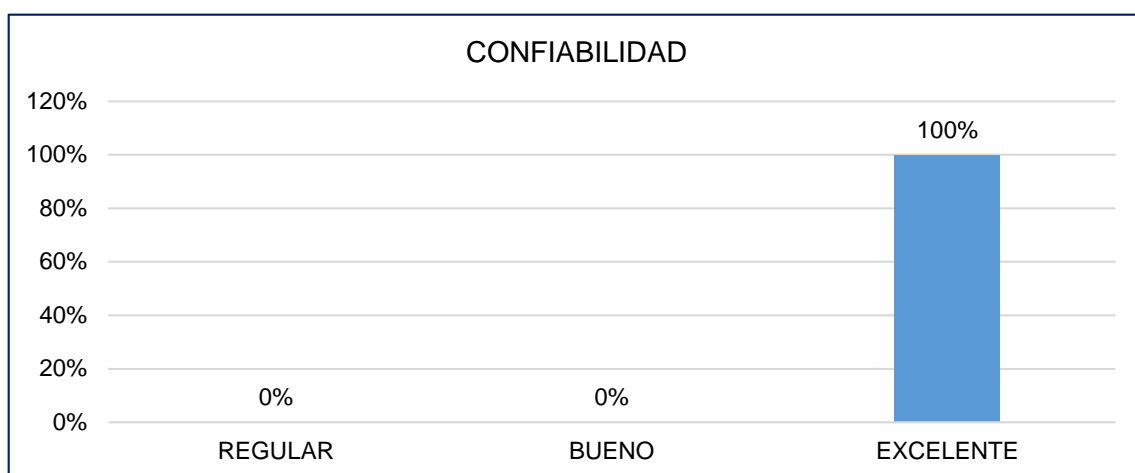 CONFIABILIDAD
120%
100%
80%
60%
40%
20%
0%
0%
0%
100%
REGULAR
BUENO
EXCELENTE